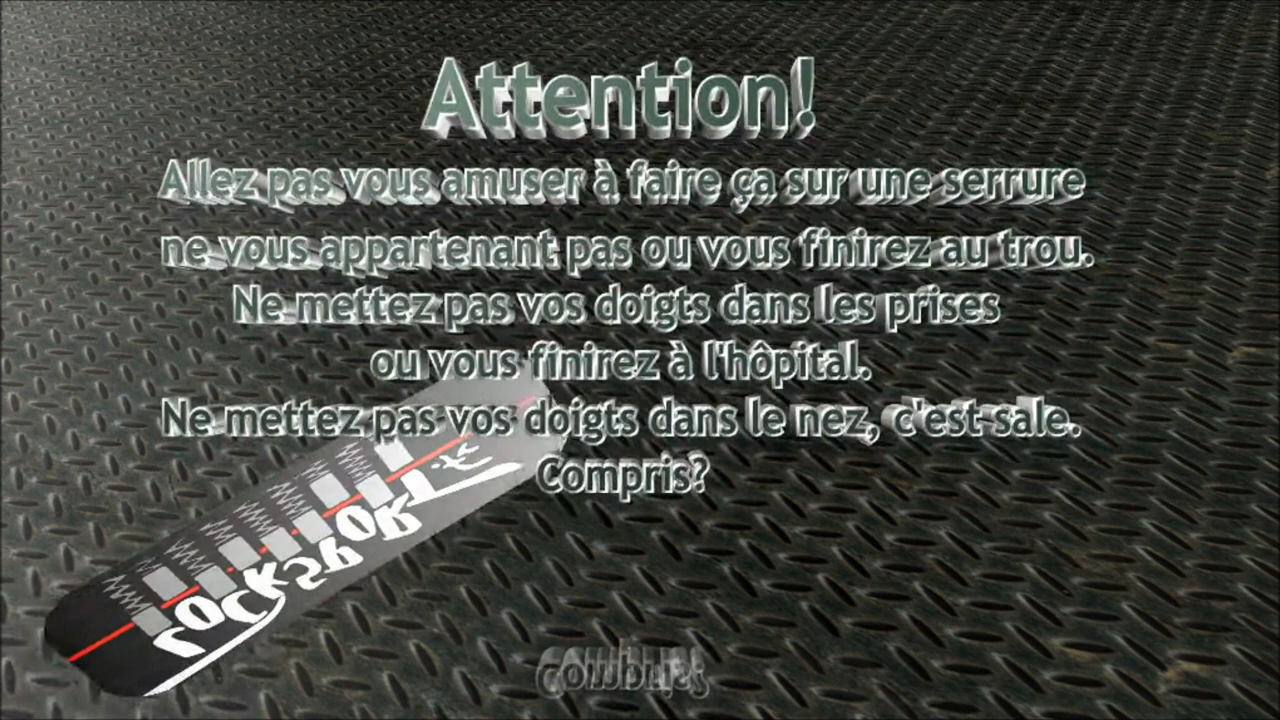 Attention!
Allez pas vous amuser à faire ça sur une serrure
ne vous appartenant pas ou vous finirez au trou.
Ne mettez pas vos doigts dans les prises
ou vous finirez à l'hôpital.
Ne mettez pas vos doigts dans le nez, c'est sale.
Compris?
LOCKSPORT.fr